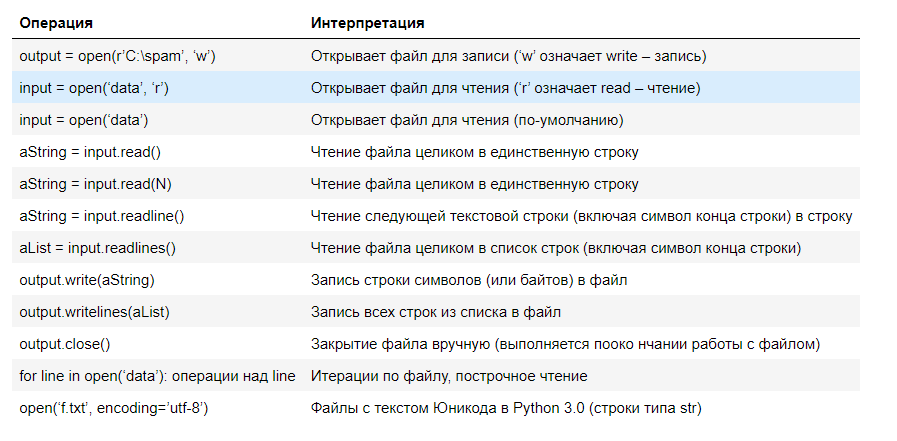 Операция Интерпретация
output = open(r’C:\spam’, ‘w’) Открывает файл для записи (‘w’ означает write – запись)
input = open(‘data’, ‘r’) Открывает файл для чтения (‘r’ означает read – чтение)
input = open(‘data’) Открывает файл для чтения (по-умолчанию)
aString = input.read() Чтение файла целиком в единственную строку
aString = input.read(N) Чтение файла целиком в единственную строку
aString = input.readline() Чтение следующей текстовой строки (включая символ конца строки) в строку
aList = input.readlines() Чтение файла целиком в список строк (включая символ конца строки)
output.write(aString) Запись строки символов (или байтов) в файл
output.writelines(aList) Запись всех строк из списка в файл
output.close() Закрытие файла вручную (выполняется пооко нчании работы с файлом)
for line in open(‘data’): операции над line Итерации по файлу, построчное чтение
open(‘f.txt’, encoding=’utf-8’) Файлы с текстом Юникода в Python 3.0 (строки типа str)